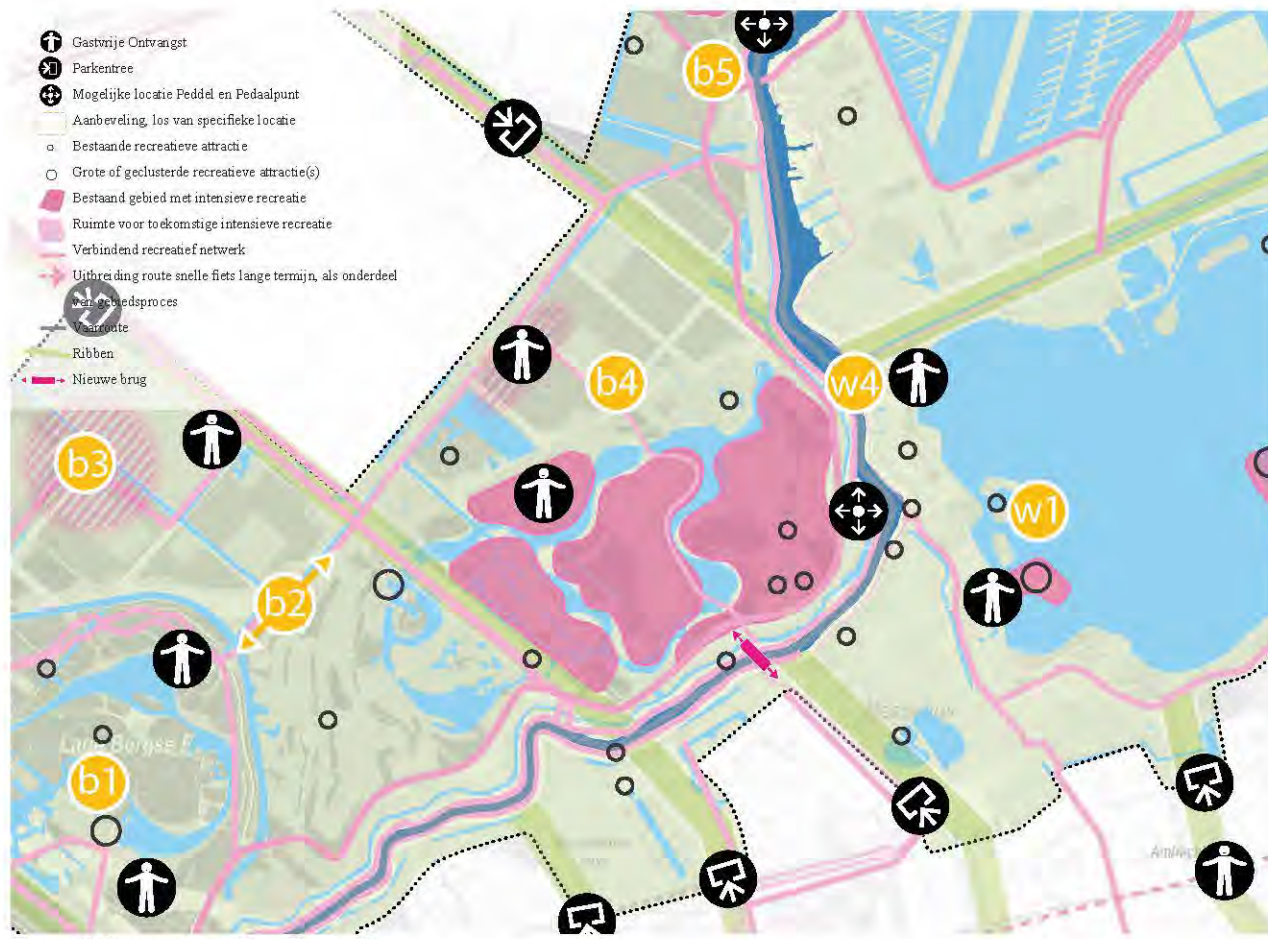 Gastvrije Ontvangst
Parkentree
Mogelijke locatie Peddel en Pedaalpunt
Aanbeveling, los van specifieke locatie
Bestaande recreatieve attractie
Grote of geclusterde recreatieve attractie(s)
Bestaand gebied met intensieve recreatie
Ruimte voor toekomstige intensieve recreatie
Verbindend recreatief netwerk
Uitbreiding route snelle fiets lange termijn, als onderdeel
van gebiedsproces
Vaarroute
Ribben
Nieuwe brug
b5
b4
w4
b3
w1
b2
b1